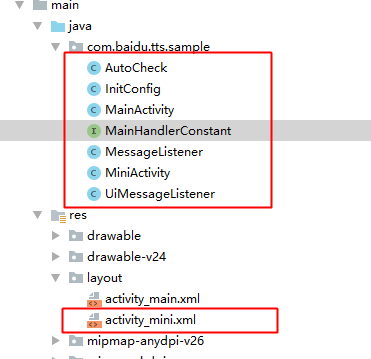 main
java
com.baidu.tts.sample
AutoCheck
InitConfig
MainActivity
MainHandlerConstant
MessageListener
MiniActivity
UiMessageListener
res
drawable
drawable-v24
layout
activity_main.xml
activity_mini.xml
mipmap-anydpi-v26